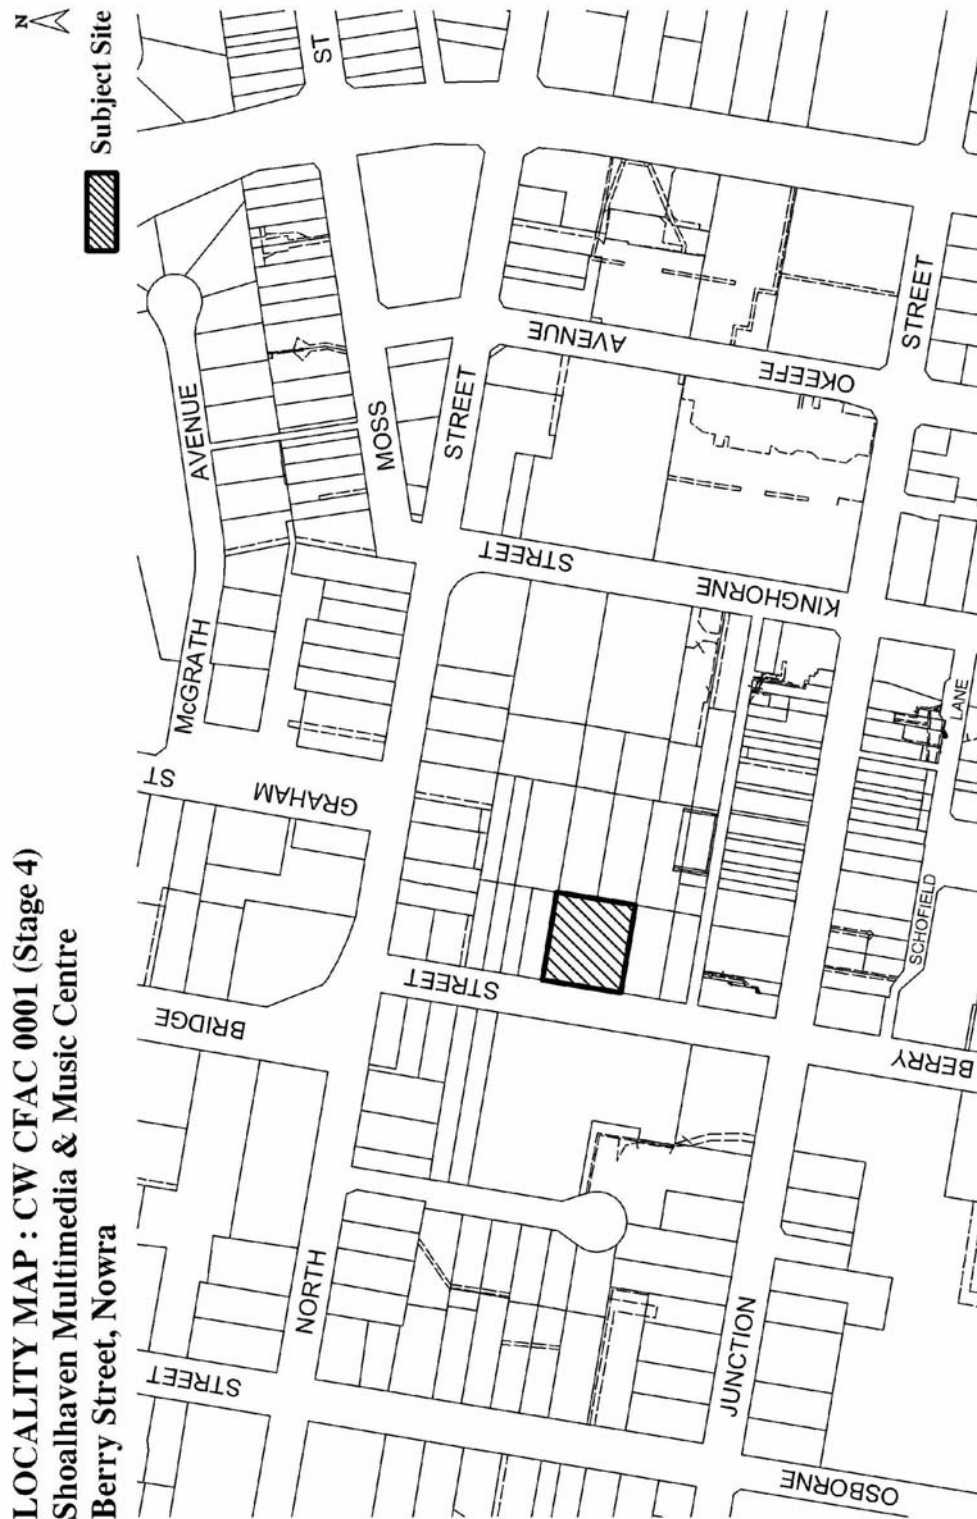 LOCALITY MAP : CW CFAC 0001 (Stage 4)
Shoalhaven Multimedia & Music Centre
Berry Street, Nowra
N
Subject Site
ST
McGRATH
AVENUE
MOSS
STREET
ST
GRAHAM
BRIDGE
STREET
NORTH
STREET
OSBORNE
JUNCTION
STREET
BERRY
STREET
KINGHORNE
AVENUE
OKEEFE
STREET
SCHOFIELD
LANE